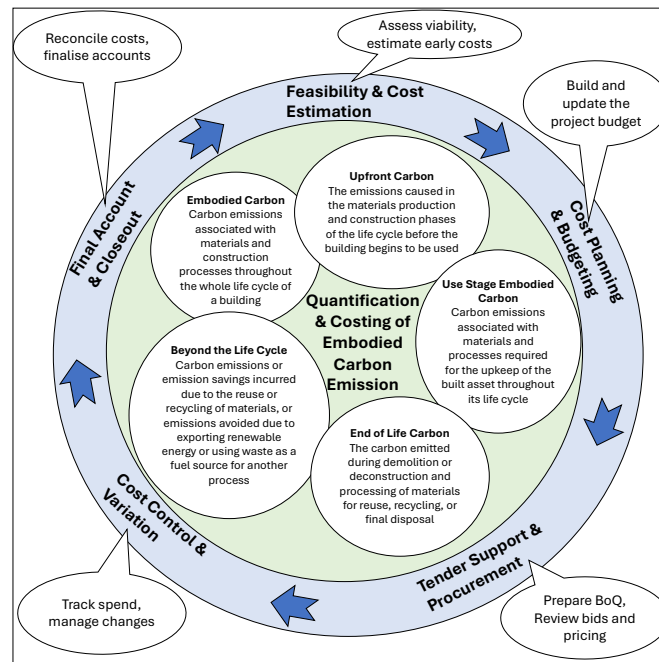 Reconcile costs,
finalise accounts
Assess viability,
estimate early costs
Build and
update the
project budget
Feasibility & Cost
Estimation
Cost Planning
& Budgeting
Tender Support &
Procurement
Cost Control &
Variation
Final Account
& Closeout
Upfront Carbon
The emissions caused in
the materials production
and construction phases
of the life cycle before the
building begins to be used
Embodied Carbon
Carbon emissions
associated with
materials and
construction
processes throughout
the whole life cycle of
a building
Use Stage Embodied
Carbon
Carbon emissions
associated with
materials and
processes required
for the upkeep of the
built asset throughout
its life cycle
Quantification
& Costing of
Embodied
Carbon
Emission
Beyond the Life Cycle
Carbon emissions or
emission savings incurred
due to the reuse or
recycling of materials, or
emissions avoided due to
exporting renewable
energy or using waste as a
fuel source for another
process
End of Life Carbon
The carbon emitted
during demolition or
deconstruction and
processing of materials
for reuse, recycling, or
final disposal
Track spend,
manage changes
Prepare BoQ,
Review bids and
pricing